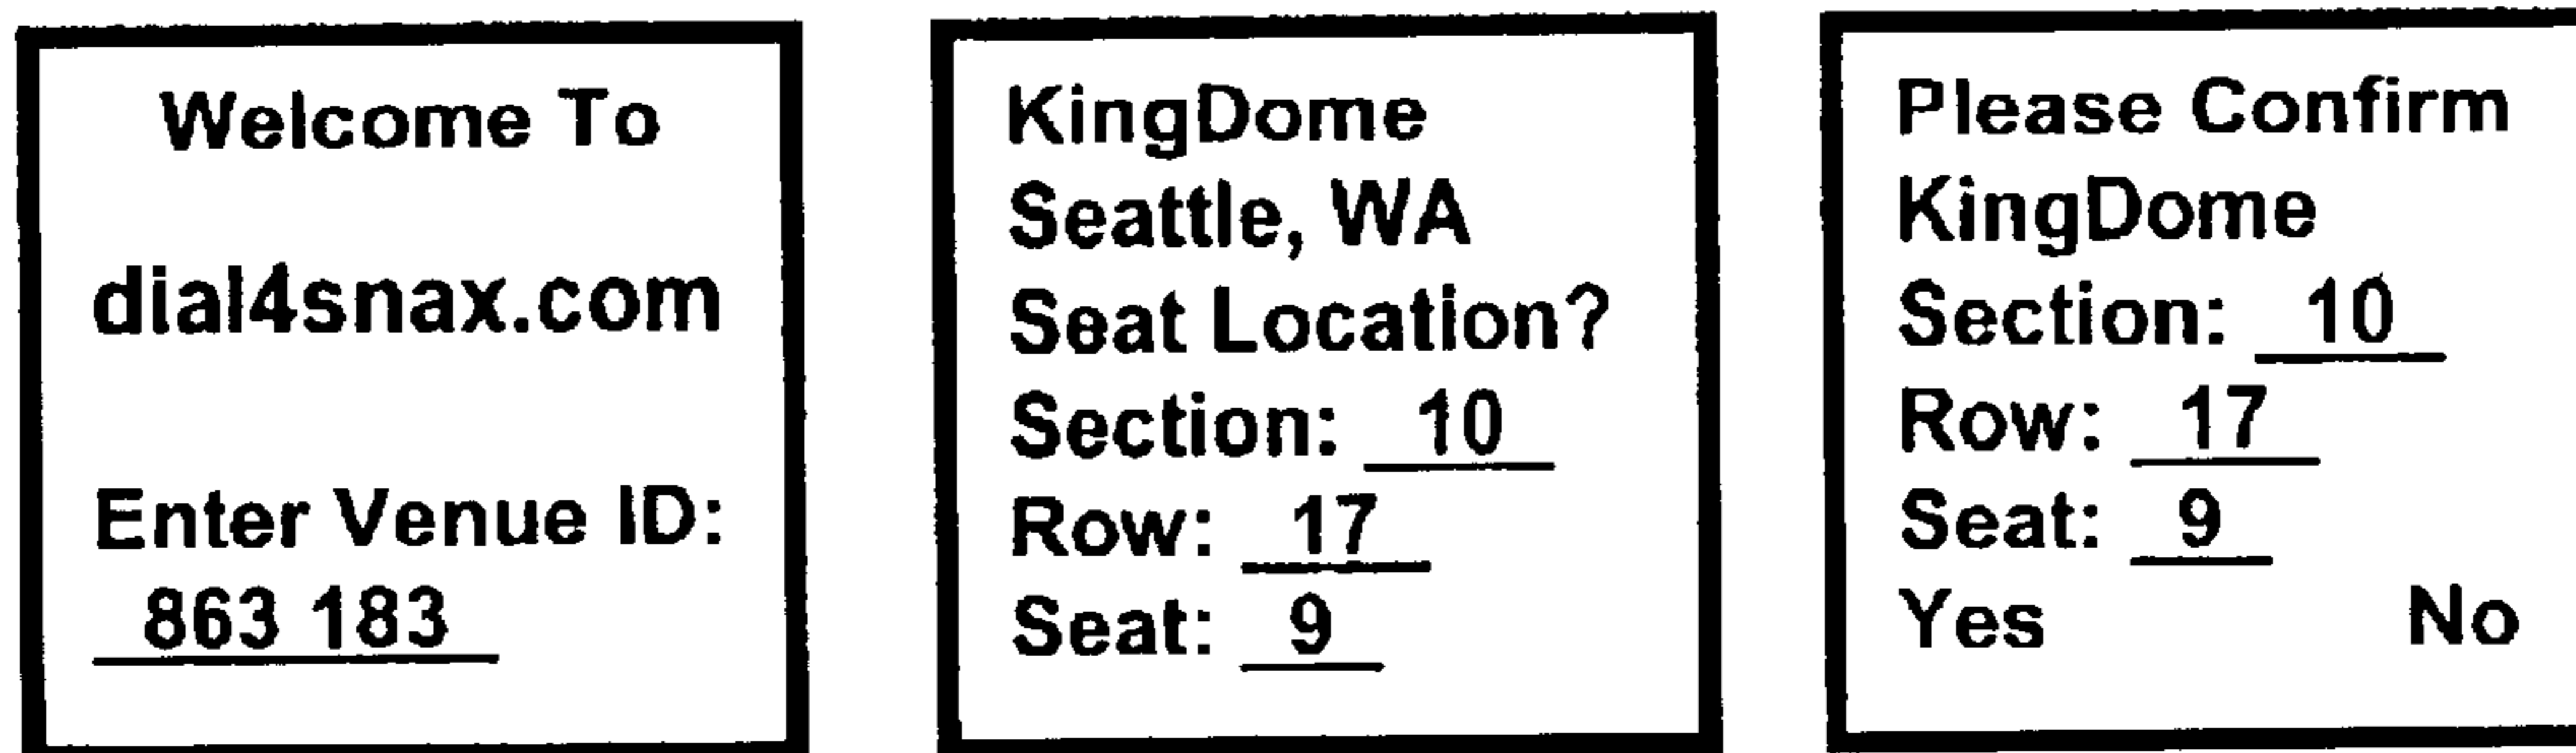 Welcome To
dial4snax.com
Enter Venue ID:
863 183
KingDome
Seattle, WA
Seat Location?
Section: 10
Row: 17
Seat: 9
Please Confirm
KingDome
Section: 10
Row: 17
Seat: 9
Yes No